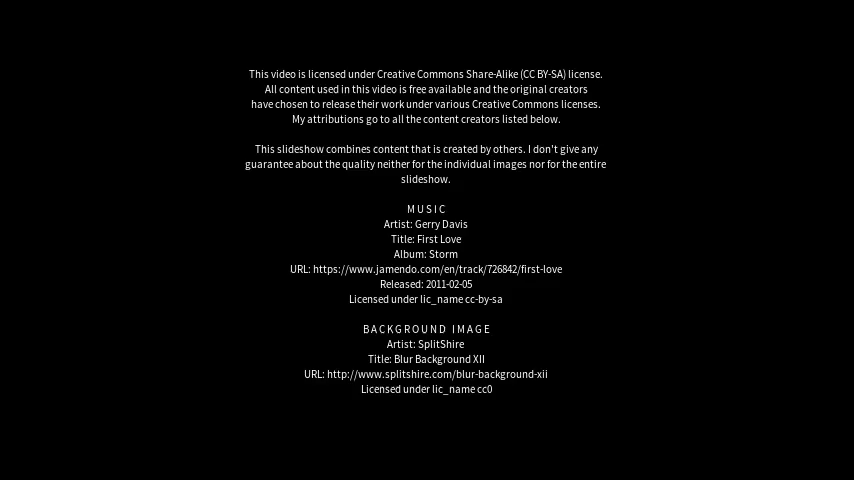 This video is licensed under Creative Commons Share-Alike (CC BY-SA) license.
All content used in this video is free available and the original creators
have chosen to release their work under various Creative Commons licenses.
My attributions go to all the content creators listed below.
This slideshow combines content that is created by others. I don't give any
guarantee about the quality neither for the individual images nor for the entire
slideshow.
MUSIC
Artist: Gerry Davis
Title: First Love
Album: Storm
URL: https://www.jamendo.com/en/track/726842/first-love
Released: 2011-02-05
Licensed under lic_name cc-by-sa
BACKGROUND IMAGE
Artist: SplitShire
Title: Blur Background XII
URL: http://www.splitshire.com/blur-background-xii
Licensed under lic_name cc0